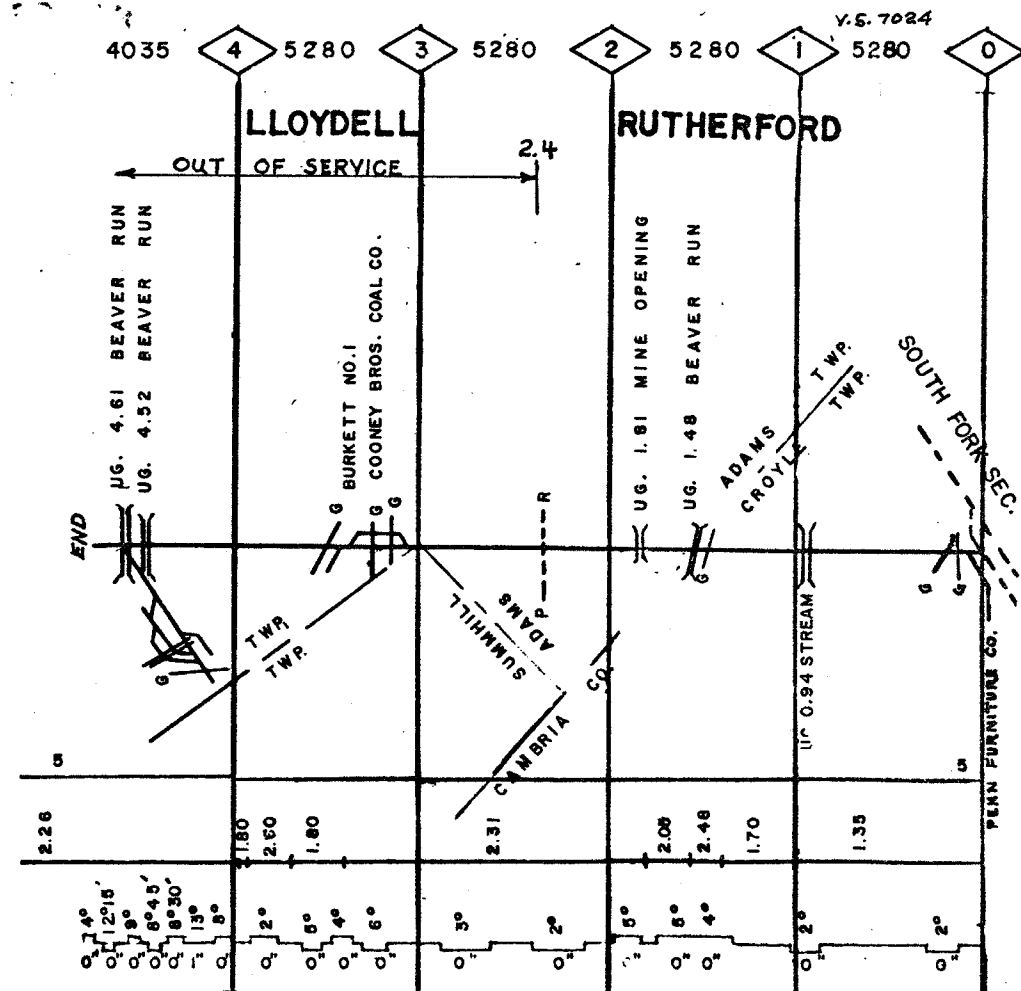 V.S. 7024
4035 4 5280 3 5280 2 5280 1 5280 0
LLOYDELL RUTHERFORD
OUT OF SERVICE
2.4
UG. 4.61 BEAVER RUN
UG. 4.52 BEAVER RUN
BURKETT NO.1
COONEY BROS. COAL CO.
UG. 1.81 MINE OPENING
UG. 1.48 BEAVER RUN
ADAMS TWP.
CROYLE TWP.
SOUTH FORK SEC.
END
G
G
G
R
P
G
G
G
G
TWP.
TWP.
ADAMS
SUMMHILL
CAMBRIA CO.
0.94 STREAM
PENN FURNITURE CO.
5 5
2.26 1.80 2.60 1.80 2.31 2.05 2.48 1.70 1.35
4° 12°15' 9° 8°45' 8°30' 13° 8° 2° 5° 4° 6° 3° 2° 5° 5° 4° 2° 2°
0" 0" 0" 0" 0" 1" 0" 0" 0" 0" 0" 0" 0" 0" 0" 0" 0"